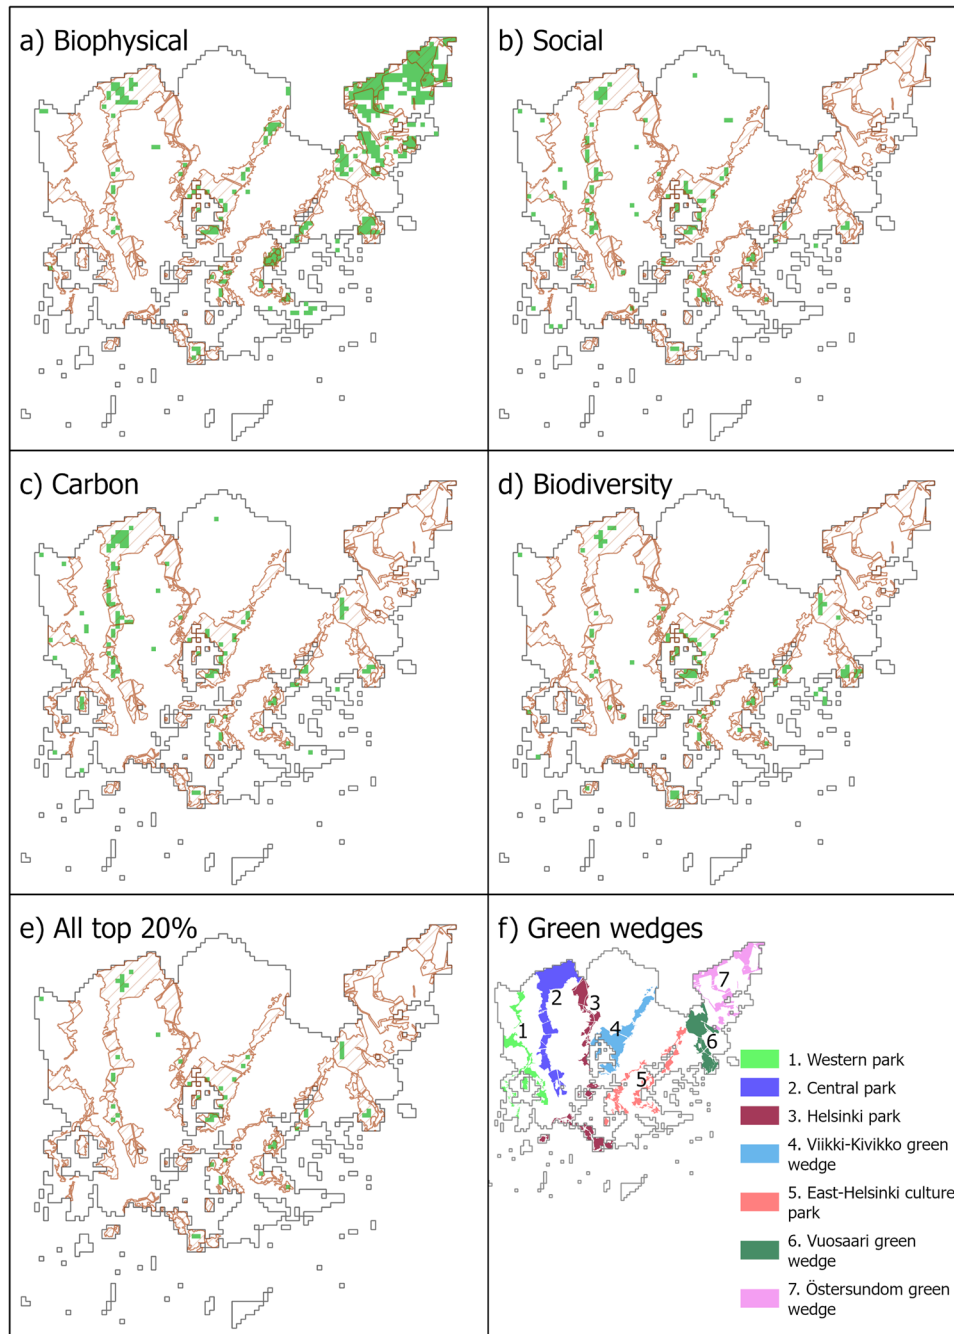 a) Biophysical
b) Social
c) Carbon
d) Biodiversity
e) All top 20%
f) Green wedges
1
2
3
4
5
6
7
1. Western park
2. Central park
3. Helsinki park
4. Viikki-Kivikko green
wedge
5. East-Helsinki culture
park
6. Vuosaari green
wedge
7. Östersundom green
wedge